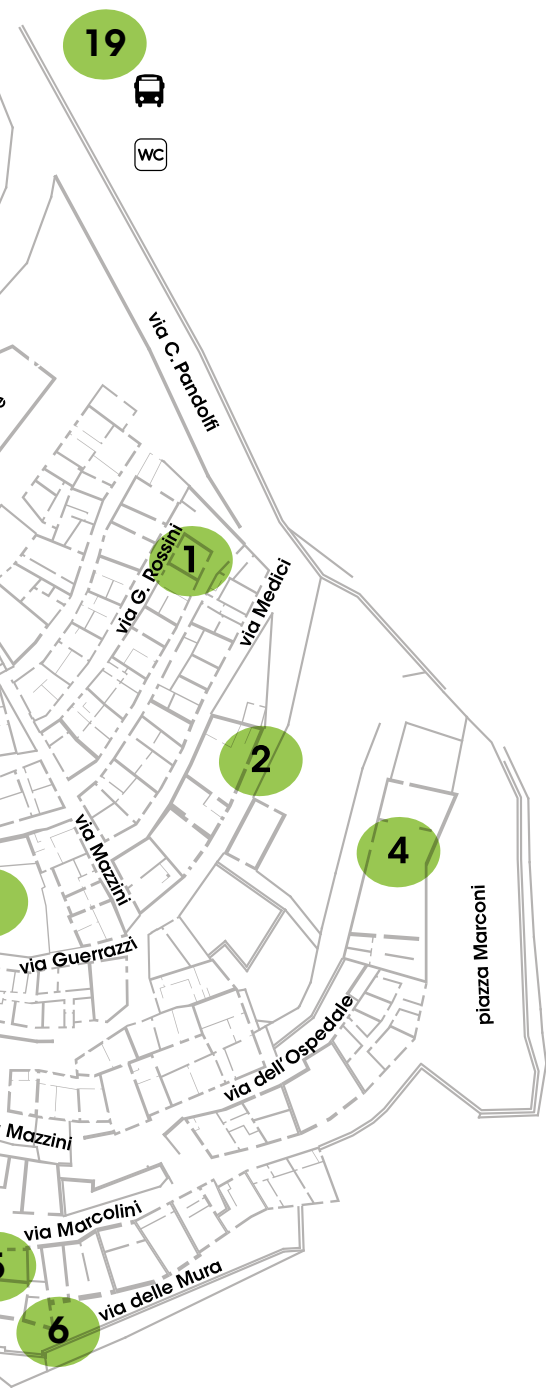 19
WC
via C. Pandolfi
1
via G. Rossini
via Medici
2
via Mazzini
4
piazza Marconi
via Guerrazzi
via dell'Ospedale
Mazzini
via Marcolini
5
via delle Mura
6